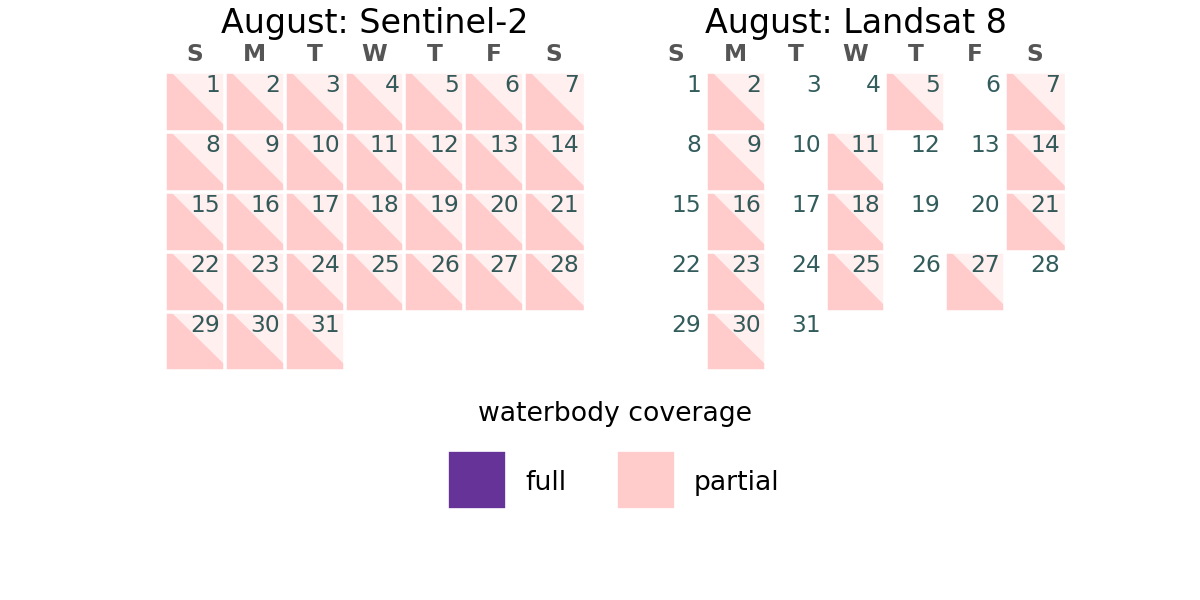 August: Sentinel-2
S M T W T F S
1 2 3 4 5 6 7
8 9 10 11 12 13 14
15 16 17 18 19 20 21
22 23 24 25 26 27 28
29 30 31
August: Landsat 8
S M T W T F S
1 2 3 4 5 6 7
8 9 10 11 12 13 14
15 16 17 18 19 20 21
22 23 24 25 26 27 28
29 30 31
waterbody coverage
full
partial